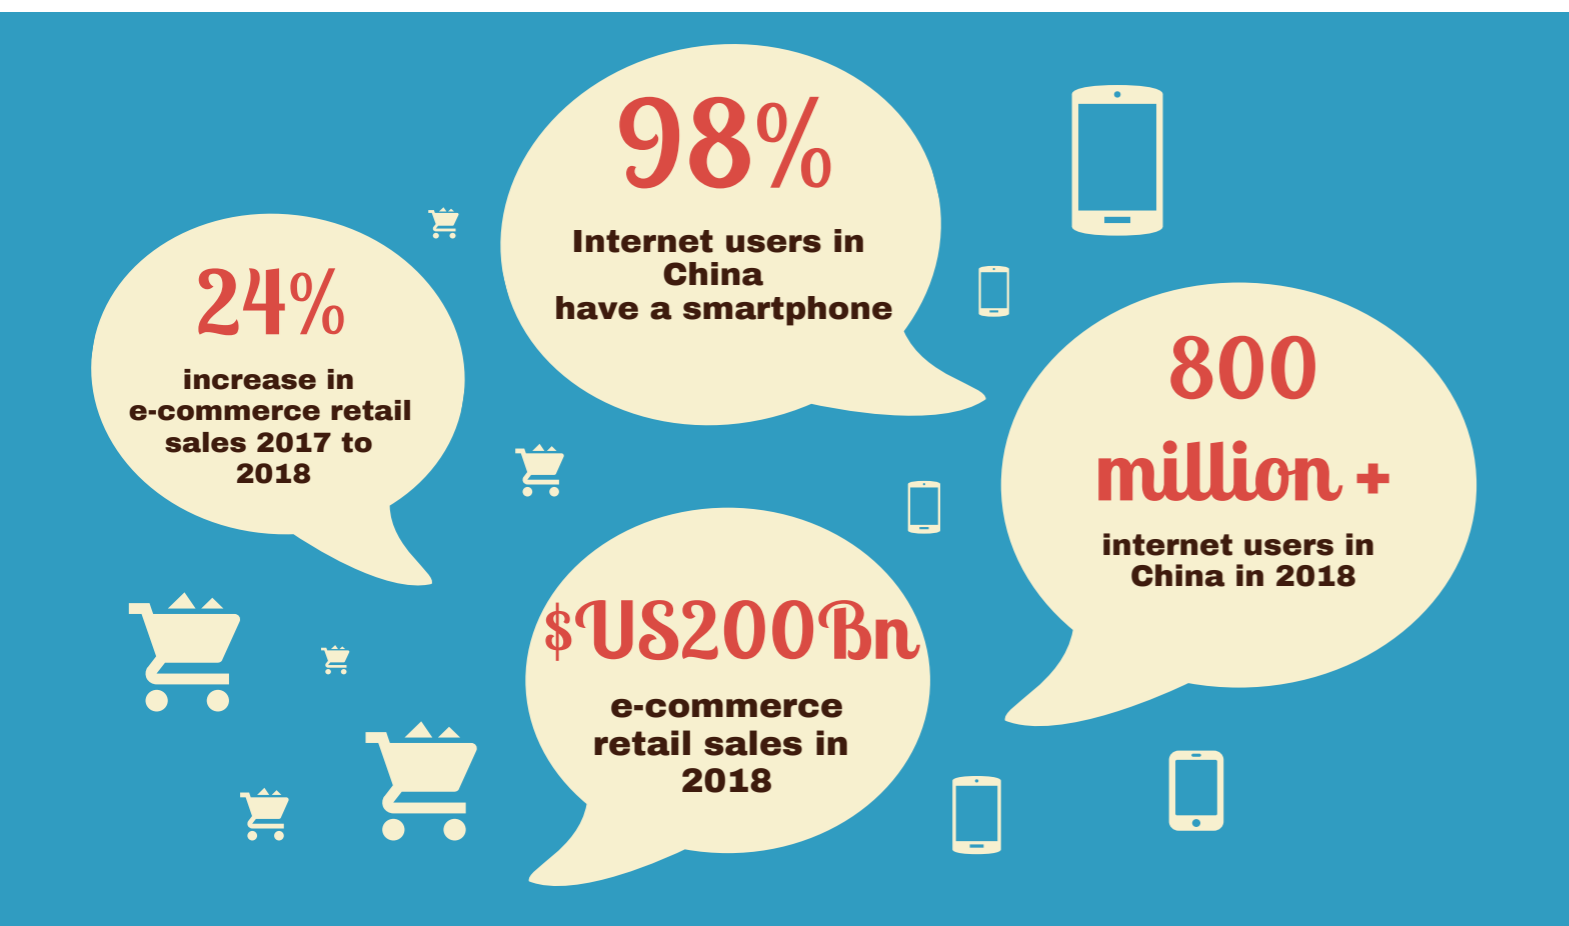 98%
Internet users in
China
have a smartphone
24%
increase in
e-commerce retail
sales 2017 to
2018
800
million +
internet users in
China in 2018
$US200Bn
e-commerce
retail sales in
2018